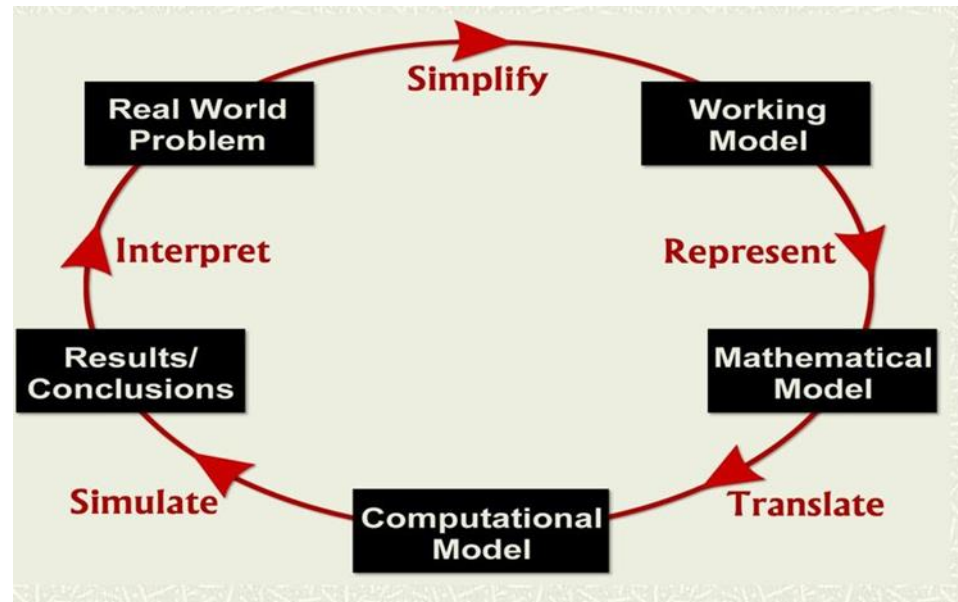 Simplify
Real World
Problem
Working
Model
Interpret
Represent
Results/
Conclusions
Mathematical
Model
Simulate
Translate
Computational
Model